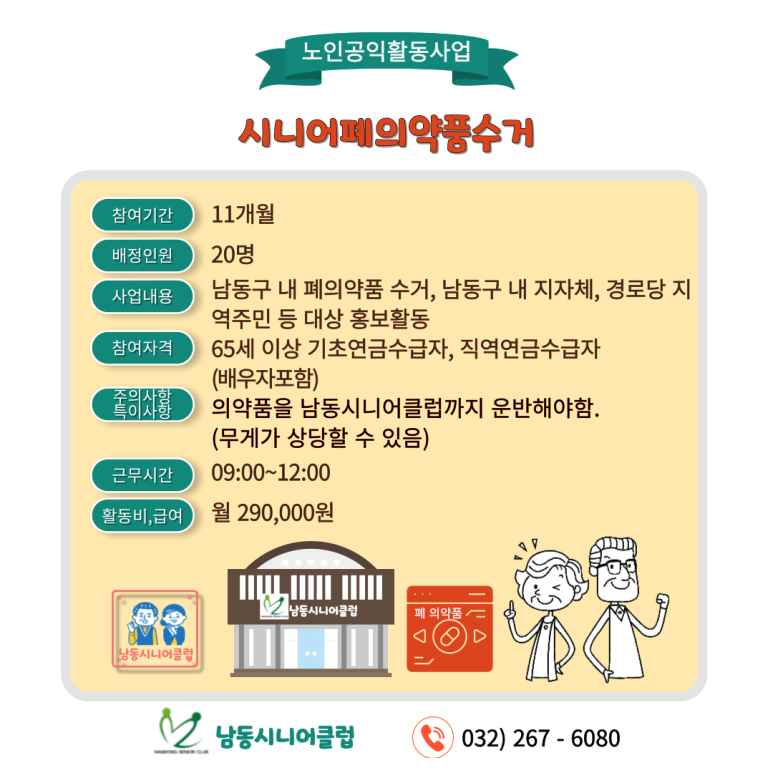 노인공익활동사업
시니어폐의약품수거
참여기간
11개월
배정인원
20명
사업내용
남동구 내 폐의약품 수거, 남동구 내 지자체, 경로당 지
역주민 등 대상 홍보활동
참여자격
65세 이상 기초연금수급자, 직역연금수급자
(배우자포함)
주의사항
특이사항
의약품을 남동시니어클럽까지 운반해야함.
(무게가 상당할 수 있음)
근무시간
09:00~12:00
활동비,급여
월 290,000원
남동시니어클럽
남동시니어클럽
폐 의약품
NAMDONG SENIOR CLUB
남동시니어클럽
032) 267 - 6080